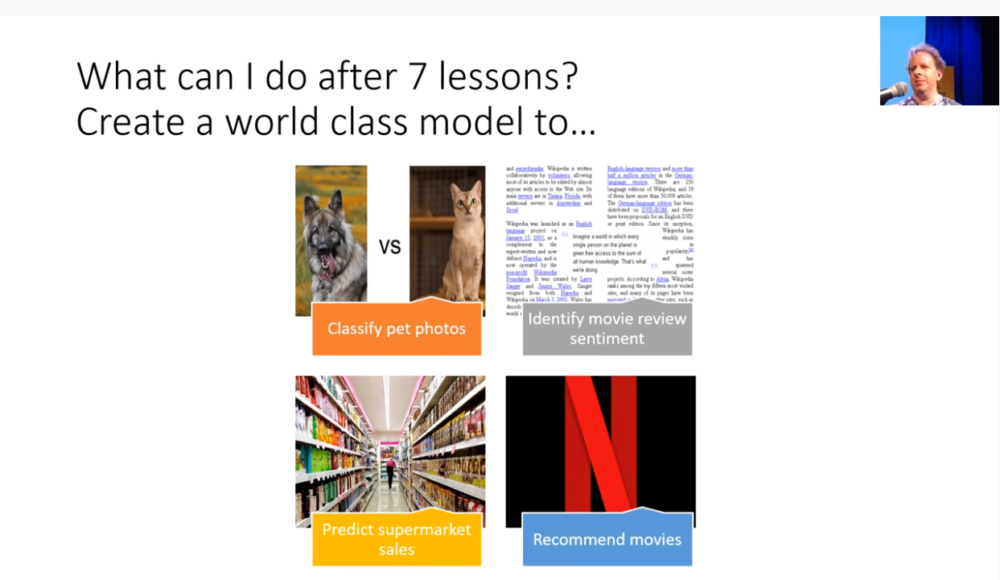 What can I do after 7 lessons?
Create a world class model to...
VS
Classify pet photos
and encyclopedia Wikipedia is written
collaboratively by volunteers, allowing
most of its articles to be edited by almost
anyone with access to the Web site. Its
main servers are in Tampa, Florida, with
additional servers in Amsterdam and
Seoul.
Wikipedia was launched as an English
language project on
January 15, 2001, as a
complement to the
expert-written and now
defunct Nupedia, and is
now operated by the
non-profit Wikimedia
Foundation. It was created by Larry
Sanger and Jimmy Wales; Sanger
resigned from both Nupedia and
Wikipedia on March 1, 2002. Wales has
world
“ Imagine a world in which every
single person on the planet is
given free access to the sum of
all human knowledge. That's what
we're doing. ”
English-language version and more than
half a million articles in the German-
language version. There are 250
language editions of Wikipedia, and 19
of them have more than 50,000 articles.
The German-language edition has been
distributed on DVD-ROM, and there
have been proposals for an English DVD
or print edition. Since its inception,
Wikipedia has
steadily risen
in
popularity,
and has
spawned
several sister
projects. According to Alexa, Wikipedia
ranks among the top fifteen most visited
sites, and many of its pages have been
mirrored other sites, such as
Identify movie review
sentiment
Predict supermarket
sales
Recommend movies